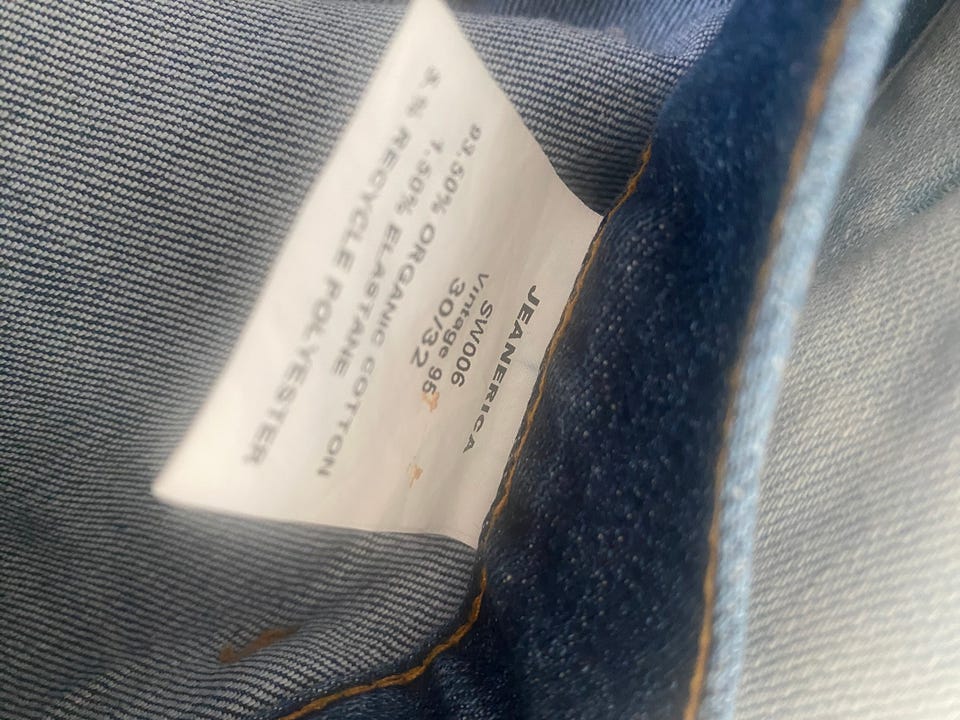 JEANERICA
SW006
Vintage 95
30/32
93.50% ORGANIC COTTON
1.50% ELASTANE
5.% RECYCLE POLYESTER